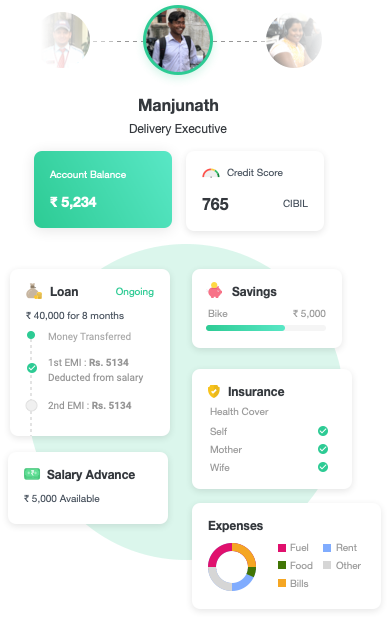 Manjunath
Delivery Executive
Account Balance
₹ 5,234
Credit Score
765
CIBIL
Loan
Ongoing
₹ 40,000 for 8 months
Money Transferred
1st EMI : Rs. 5134
Deducted from salary
2nd EMI : Rs. 5134
Salary Advance
₹ 5,000 Available
Savings
Bike ₹ 5,000
Insurance
Health Cover
Self
Mother
Wife
Expenses
Fuel Rent
Food Other
Bills